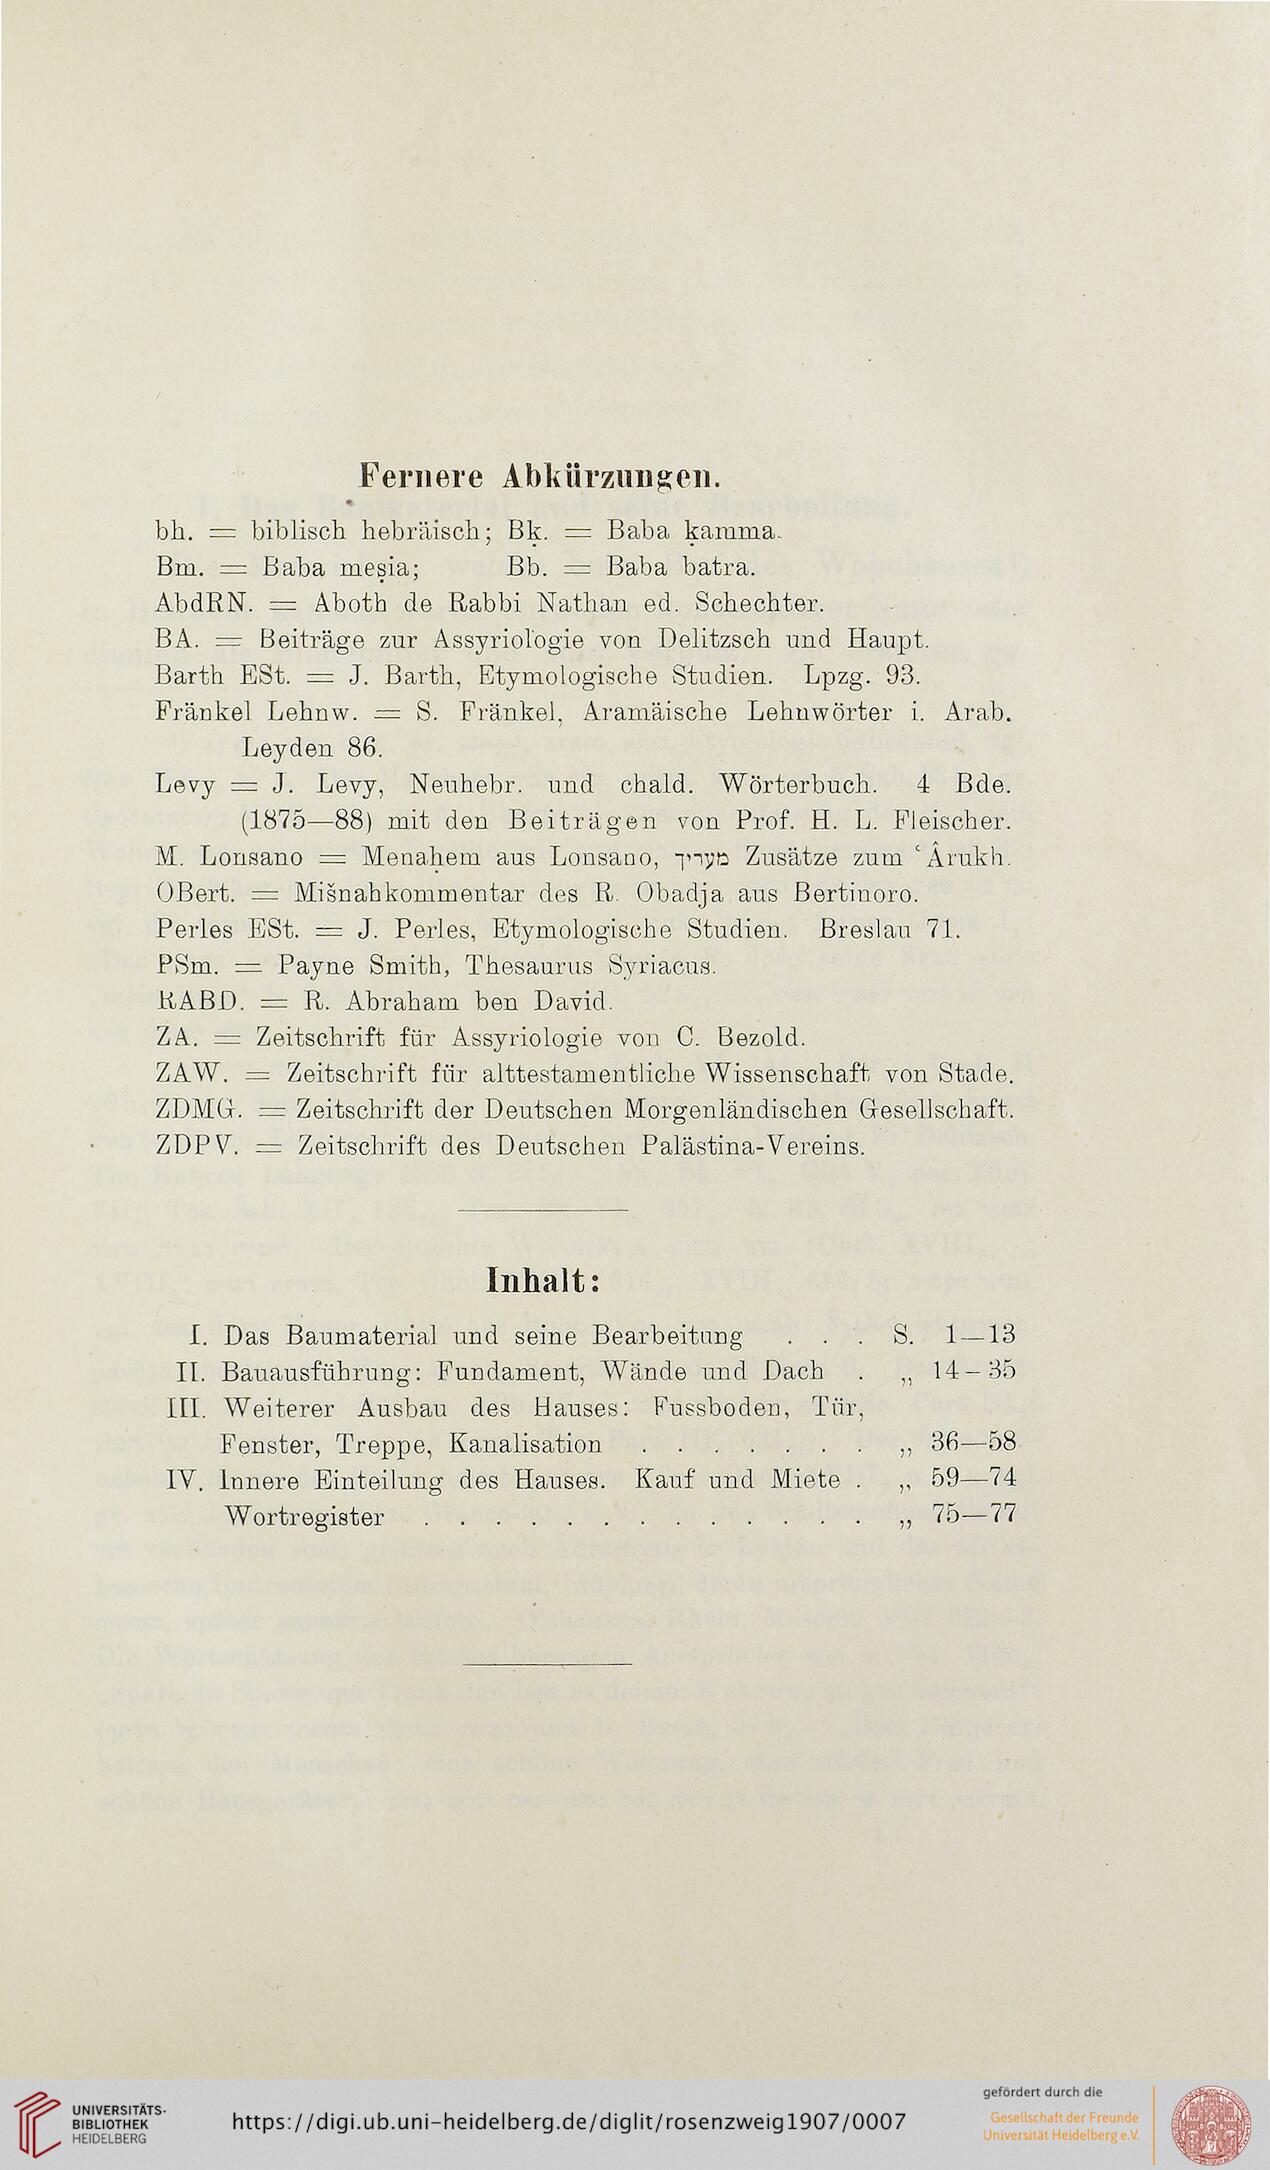 Fernere Abkürzungen.
bh. = biblisch hebräisch; Bḳ. = Baba ḳamma.
Bm. = Baba meṣia; Bb. = Baba batra.
AbdRN. = Aboth de Rabbi Nathan ed. Schechter.
BA. = Beiträge zur Assyriologie von Delitzsch und Haupt.
Barth ESt. = J. Barth, Etymologische Studien. Lpzg. 93.
Fränkel Lehnw. = S. Fränkel, Aramäische Lehnwörter i. Arab.
Leyden 86.
Levy = J. Levy, Neuhebr. und chald. Wörterbuch. 4 Bde.
(1875—88) mit den Beiträgen von Prof. H. L. Fleischer.
M. Lonsano = Menaḥem aus Lonsano, מעריך Zusätze zum ʿÂrukh.
OBert. = Mišnahkommentar des R. Obadja aus Bertinoro.
Perles ESt. = J. Perles, Etymologische Studien. Breslau 71.
PSm. = Payne Smith, Thesaurus Syriacus.
RABD. = R. Abraham ben David.
ZA. = Zeitschrift für Assyriologie von C. Bezold.
ZAW. = Zeitschrift für alttestamentliche Wissenschaft von Stade.
ZDMG. = Zeitschrift der Deutschen Morgenländischen Gesellschaft.
ZDPV. = Zeitschrift des Deutschen Palästina-Vereins.
Inhalt:
I. Das Baumaterial und seine Bearbeitung . . . S. 1—13
II. Bauausführung: Fundament, Wände und Dach . „ 14-35
III. Weiterer Ausbau des Hauses: Fussboden, Tür,
Fenster, Treppe, Kanalisation . . . . . . . „ 36—58
IV. Innere Einteilung des Hauses. Kauf und Miete . „ 59—74
Wortregister . . . . . . . . . . . . . „ 75—77
UNIVERSITÄTS-
BIBLIOTHEK
HEIDELBERG
https://digi.ub.uni-heidelberg.de/diglit/rosenzweig1907/0007
gefördert durch die
Gesellschaft der Freunde
Universität Heidelberg e.V.